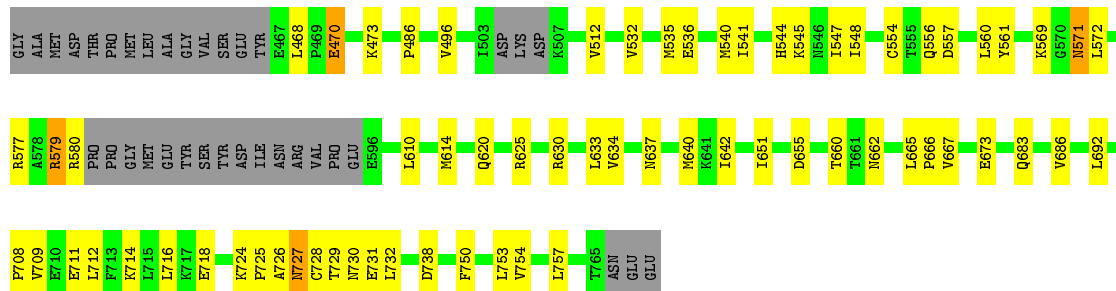 GLY ALA MET ASP THR PRO PRO MET LEU ALA GLY VAL SER GLU TYR E467 L468 P469 E470 K473 P486 V496 I503 ASP LYS ASP K507 V512 V532 M535 E536 M540 I541 H544 K545 N546 I547 I548 C554 T555 Q556 D557 L560 Y561 K569 G570 N571 L572
R577 A578 R579 R580 PRO PRO GLY MET GLU TYR SER TYR ASP ILE ASN ARG VAL PRO GLU E596 L610 M614 Q620 R625 R630 L633 V634 N637 M640 K641 I642 I651 D655 T660 T661 N662 L665 P666 V667 E673 Q683 V686 L692
P708 V709 E710 E711 L712 F713 K714 L715 L716 K717 E718 K724 P725 A726 N727 C728 T729 N730 E731 L732 D738 F750 L753 V754 L757 T765 ASN GLU GLU